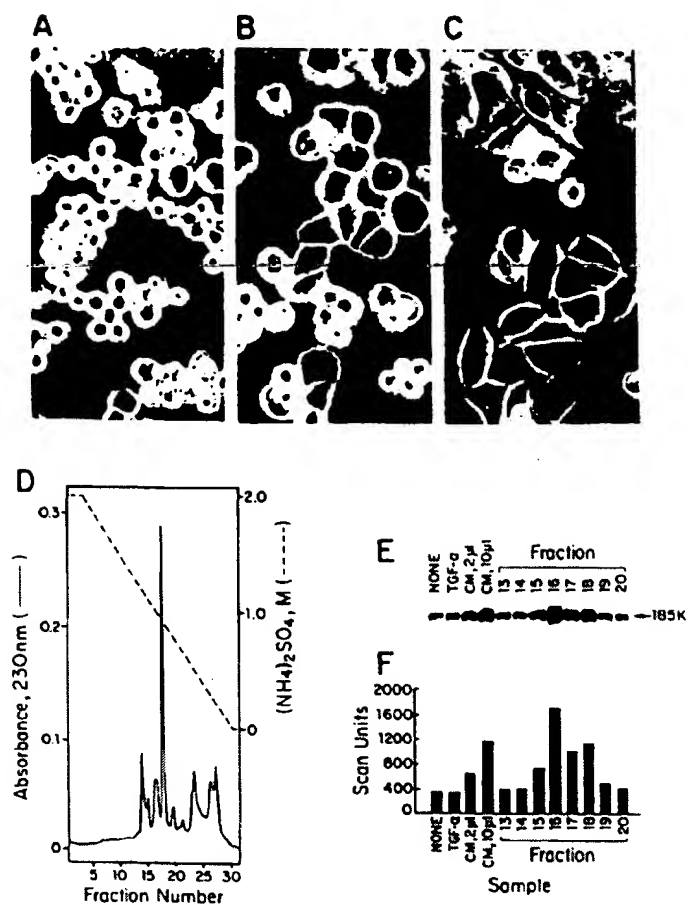 A B C
D
Absorbance, 230nm (——)
0.3
0.2
0.1
0
2.0
1.0
0
(NH4)2SO4, M (----)
5 10 15 20 25 30
Fraction Number
E
NONE
TGF-a
CM, 2µl
CM, 10µl
Fraction
13 14 15 16 17 18 19 20
←185K
F
Scan Units
2000
1600
1200
800
400
NONE
TGF-a
CM, 2µl
CM, 10µl
13 14 15 16 17 18 19 20
Fraction
Sample